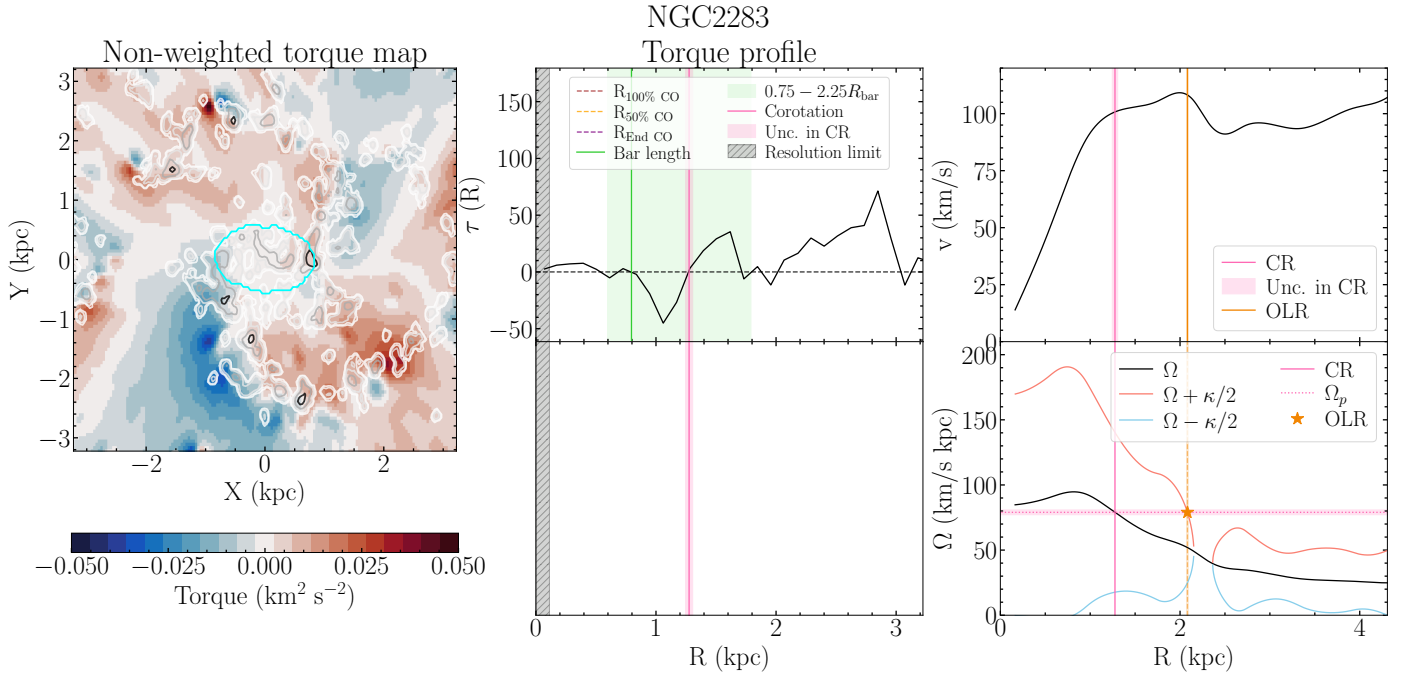 NGC2283
Non-weighted torque map
3
2
1
0
−1
−2
−3
Y (kpc)
−2
0
2
X (kpc)
−0.050
−0.025
0.000
0.025
0.050
Torque (km² s⁻²)
Torque profile
R100% CO
R50% CO
REnd CO
Bar length
0.75 − 2.25Rbar
Corotation
Unc. in CR
Resolution limit
150
100
50
0
−50
τ (R)
0
1
2
3
R (kpc)
100
75
50
25
0
v (km/s)
CR
Unc. in CR
OLR
200
150
100
50
0
Ω (km/s kpc)
Ω
Ω + κ/2
Ω − κ/2
CR
Ωp
OLR
0
2
4
R (kpc)